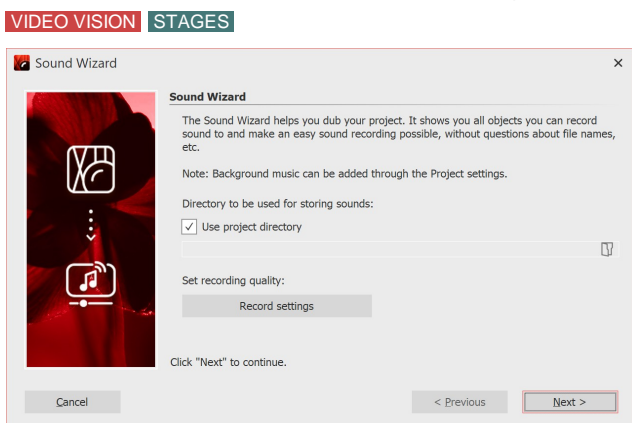 VIDEO VISION STAGES
Sound Wizard
Sound Wizard
The Sound Wizard helps you dub your project. It shows you all objects you can record
sound to and make an easy sound recording possible, without questions about file names,
etc.
Note: Background music can be added through the Project settings.
Directory to be used for storing sounds:
Use project directory
Set recording quality:
Record settings
Click "Next" to continue.
Cancel
< Previous
Next >